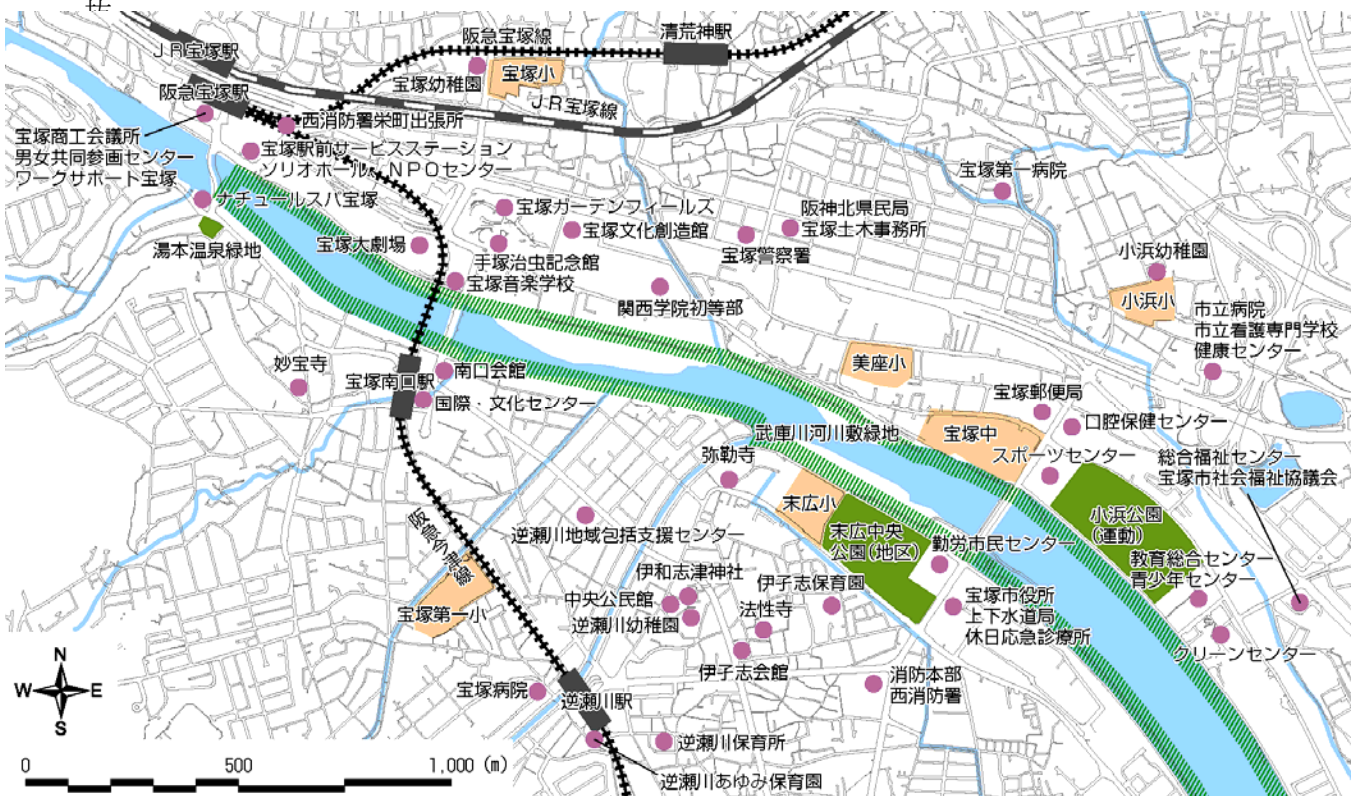 JR宝塚駅
阪急宝塚線
清荒神駅
宝塚幼稚園
宝塚小
阪急宝塚駅
JR宝塚線
西消防署栄町出張所
宝塚商工会議所
男女共同参画センター
ワークサポート宝塚
宝塚駅前サービスステーション
ソリオホール・NPOセンター
宝塚第一病院
ナチュールスパ宝塚
宝塚ガーデンフィールズ
阪神北県民局
宝塚土木事務所
湯本温泉緑地
宝塚大劇場
宝塚文化創造館
宝塚警察署
小浜幼稚園
手塚治虫記念館
宝塚音楽学校
関西学院初等部
小浜小
市立病院
市立看護専門学校
健康センター
妙宝寺
宝塚南口駅
南口会館
国際・文化センター
美座小
宝塚郵便局
口腔保健センター
武庫川河川敷緑地
宝塚中
弥勒寺
スポーツセンター
総合福祉センター
宝塚市社会福祉協議会
末広小
末広中央
公園(地区)
小浜公園
(運動)
阪急今津線
逆瀬川地域包括支援センター
勤労市民センター
教育総合センター
青少年センター
伊和志津神社
中央公民館
逆瀬川幼稚園
伊孑志保育園
法性寺
宝塚第一小
宝塚市役所
上下水道局
休日応急診療所
伊孑志会館
グリーンセンター
消防本部
西消防署
宝塚病院
逆瀬川駅
逆瀬川保育所
逆瀬川あゆみ保育園
N
W E
S
0 500 1,000 (m)